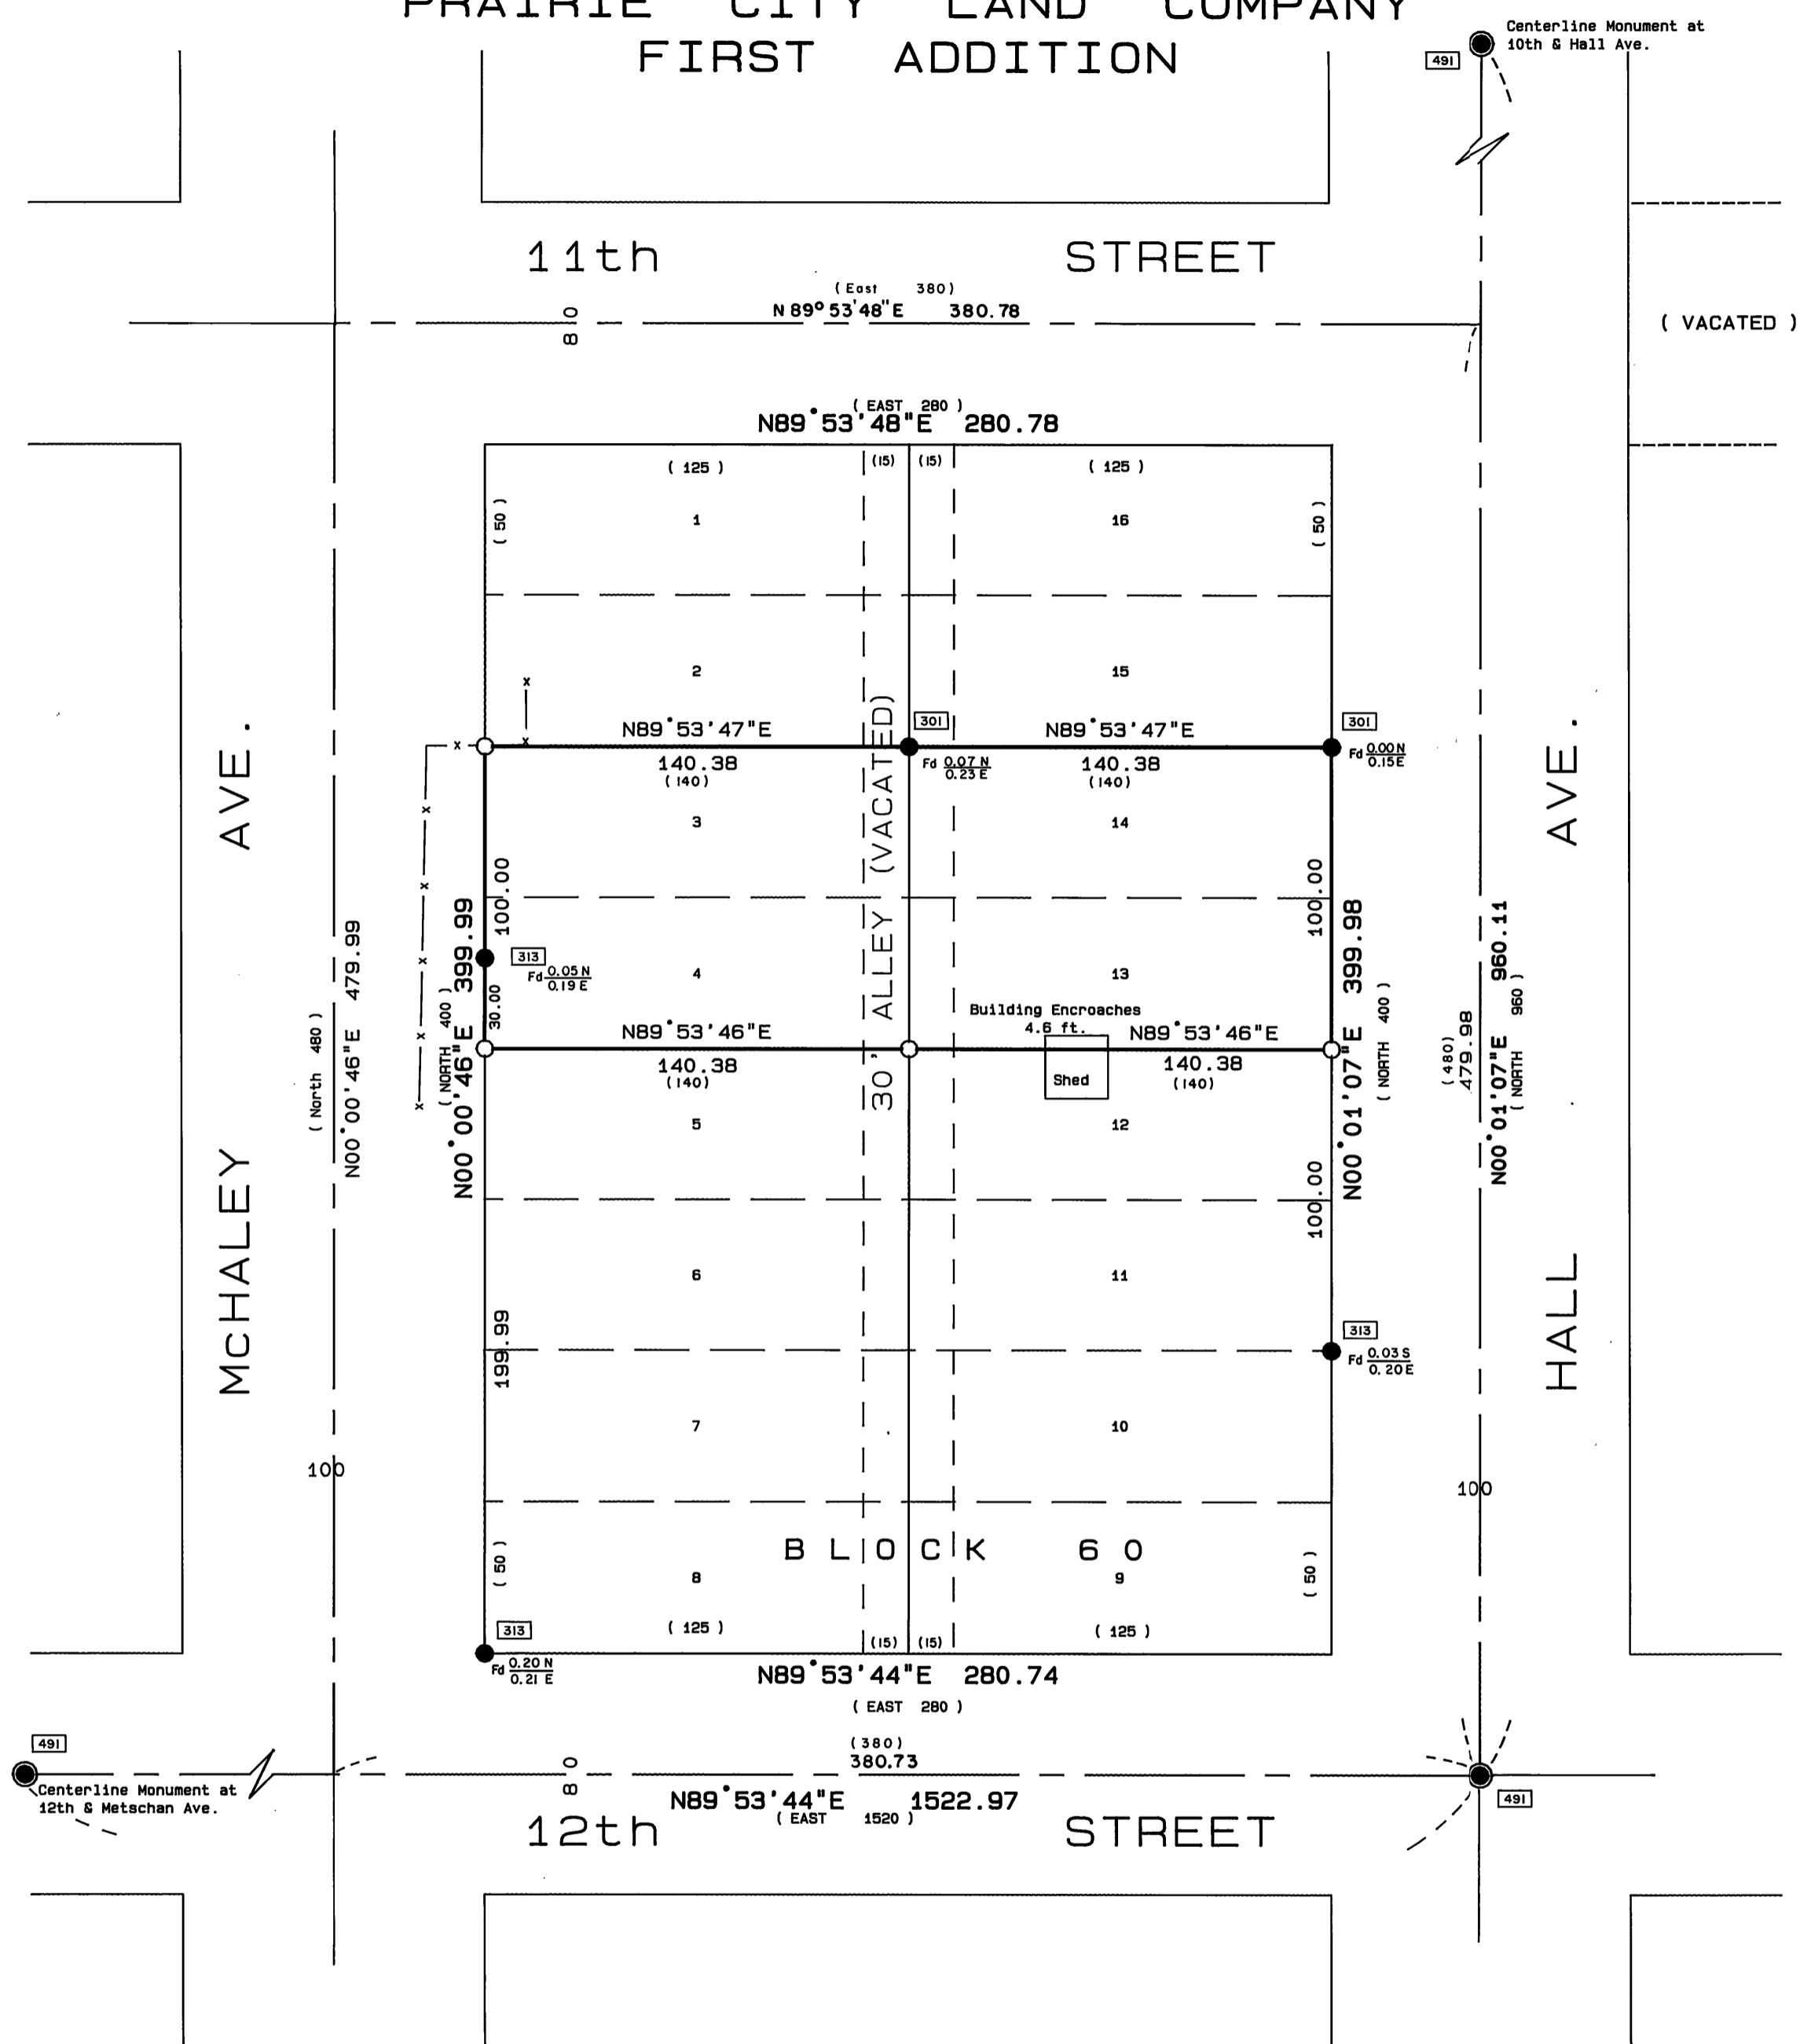 PRAIRIE CITY LAND COMPANY
FIRST ADDITION
Centerline Monument at
10th & Hall Ave.
491
11th STREET
( East 380)
N 89° 53'48"E 380.78
80
( VACATED )
( EAST 280 )
N89°53'48"E 280.78
( 125 )
(15)
(15)
( 125 )
( 50 )
1
16
( 50 )
2
15
N89°53'47"E
140.38
(140)
301
Fd 0.07 N
0.23 E
N89°53'47"E
140.38
(140)
301
Fd 0.00 N
0.15 E
3
14
30' ALLEY (VACATED)
100.00
100.00
313
Fd 0.05 N
0.19 E
30.00
4
13
Building Encroaches
4.6 ft.
N89°53'46"E
140.38
(140)
N89°53'46"E
140.38
(140)
Shed
McHALEY AVE.
( North 480 )
N00°00'46"E 479.99
( NORTH 400 )
N00°00'46"E 399.99
N00°01'07"E 399.98
( NORTH 400 )
(480)
479.98
N00°01'07"E 960.11
( NORTH 960 )
HALL AVE.
5
12
100.00
6
11
199.99
313
Fd 0.03 S
0.20 E
7
10
100
100
BLOCK 60
( 50 )
8
9
( 50 )
( 125 )
(15)
(15)
( 125 )
313
Fd 0.20 N
0.21 E
N89°53'44"E 280.74
( EAST 280 )
491
Centerline Monument at
12th & Metschan Ave.
80
(380)
380.73
N89°53'44"E 1522.97
( EAST 1520 )
491
12th STREET